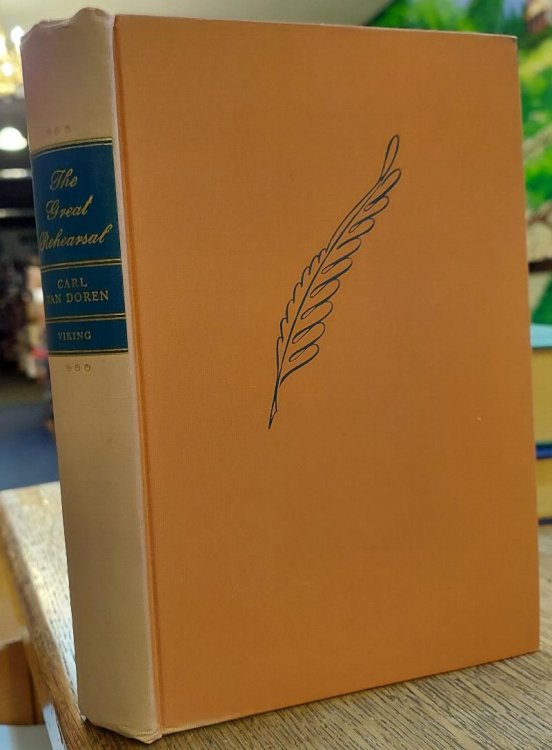 The
Great
Rehearsal
CARL
VAN DOREN
VIKING